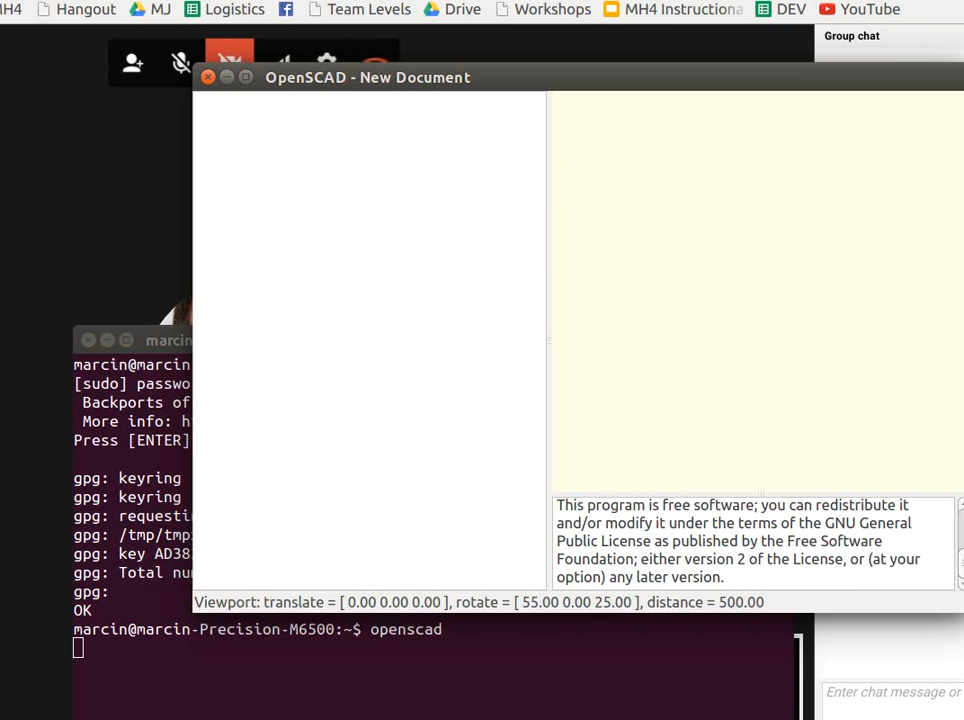 MH4 Hangout MJ Logistics Team Levels Drive Workshops MH4 Instructiona DEV YouTube
Group chat
OpenSCAD - New Document
marcin
marcin@marcin
[sudo] passwo
Backports of
More info: h
Press [ENTER]
gpg: keyring
gpg: keyring
gpg: requesti
gpg: /tmp/tmp
gpg: key AD38
gpg: Total nu
gpg:
OK
marcin@marcin-Precision-M6500:~$ openscad
This program is free software; you can redistribute it
and/or modify it under the terms of the GNU General
Public License as published by the Free Software
Foundation; either version 2 of the License, or (at your
option) any later version.
Viewport: translate = [ 0.00 0.00 0.00 ], rotate = [ 55.00 0.00 25.00 ], distance = 500.00
Enter chat message or